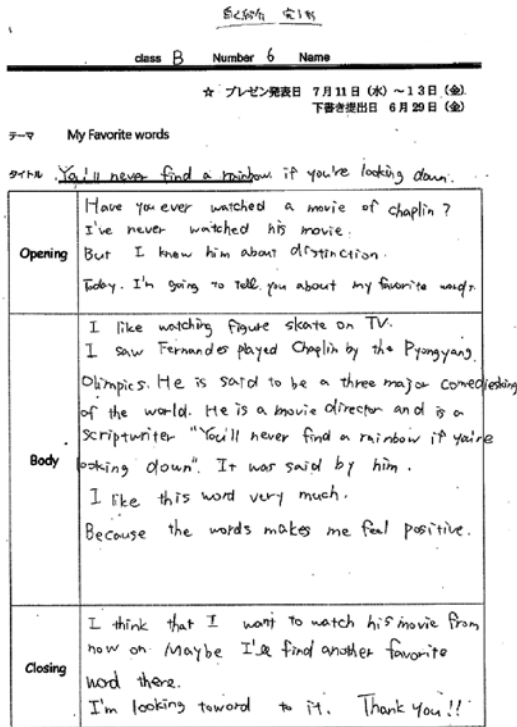 自己紹介 完了形
class B Number 6 Name
☆ プレゼン発表日 7月11日（水）～13日（金）
下書き提出日 6月29日（金）
テーマ My Favorite words
タイトル You'll never find a rainbow if you're looking down.
Opening
Have you ever watched a movie of chaplin?
I've never watched his movie.
But I knew him about distinction.
Today. I'm going to tell you about my favorite words.
Body
I like watching figure skate on TV.
I saw Fernandes played Chaplin by the Pyongyang
Olimpics. He is said to be a three major comedies king
of the world. He is a movie director and is a
scriptwriter "You'll never find a rainbow if you're
looking down". It was said by him.
I like this word very much.
Because the words makes me feel positive.
Closing
I think that I want to watch his movie from
now on. Maybe I'll find another favorite
word there.
I'm looking toword to it. Thank you!!